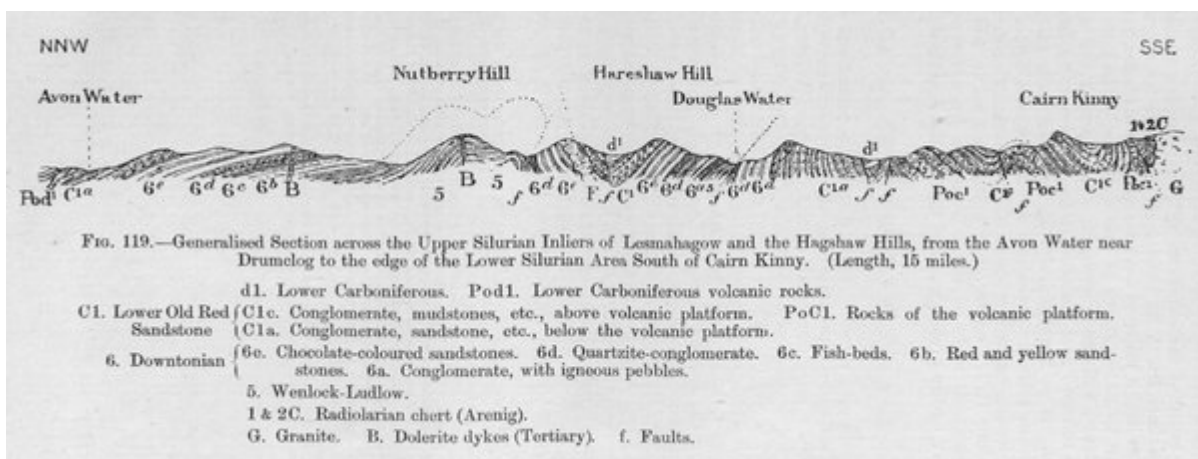 NNW SSE
Nutberry Hill Hareshaw Hill
Avon Water Douglas Water Cairn Kinny
1&2C
d¹ d¹
Pod¹ C1a 6e 6d 6c 6b B 5 B 5 f 6d 6e F f C1 6e 6d f 6d 6d C1a f f Poc¹ f Poc¹ C1c Poc1 f G
FIG. 119.—Generalised Section across the Upper Silurian Inliers of Lesmahagow and the Hagshaw Hills, from the Avon Water near
Drumclog to the edge of the Lower Silurian Area South of Cairn Kinny. (Length, 15 miles.)
d1. Lower Carboniferous. Pod1. Lower Carboniferous volcanic rocks.
C1. Lower Old Red { C1c. Conglomerate, mudstones, etc., above volcanic platform. PoC1. Rocks of the volcanic platform.
Sandstone { C1a. Conglomerate, sandstone, etc., below the volcanic platform.
6. Downtonian { 6e. Chocolate-coloured sandstones. 6d. Quartzite-conglomerate. 6c. Fish-beds. 6b. Red and yellow sand-
stones. 6a. Conglomerate, with igneous pebbles.
5. Wenlock-Ludlow.
1 & 2C. Radiolarian chert (Arenig).
G. Granite. B. Dolerite dykes (Tertiary). f. Faults.